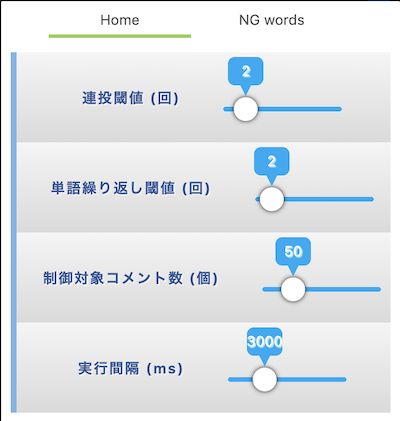 Home NG words
2
連投閾値 (回)
2
単語繰り返し閾値 (回)
50
制御対象コメント数 (個)
3000
実行間隔 (ms)